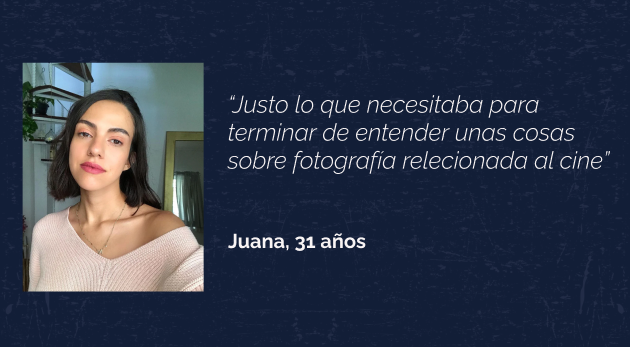 “Justo lo que necesitaba para
terminar de entender unas cosas
sobre fotografía relecionada al cine”
Juana, 31 años